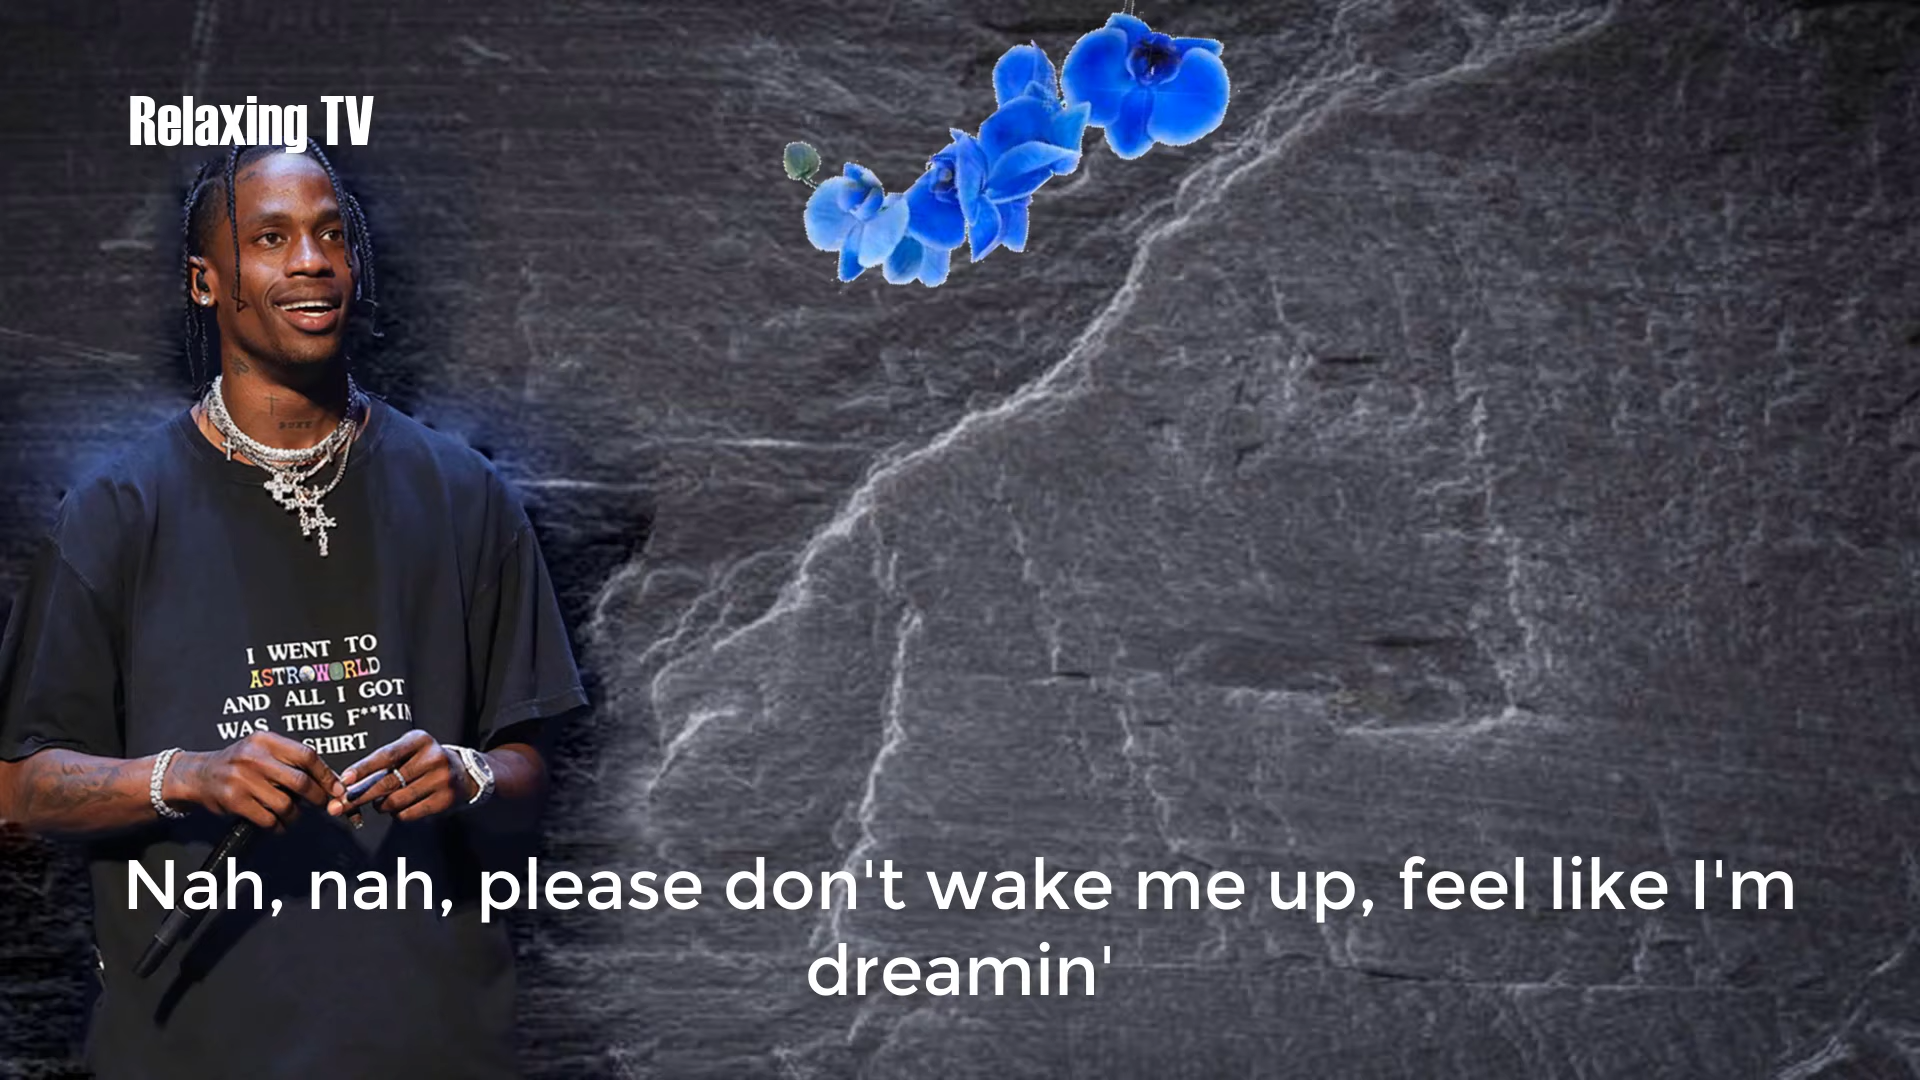 Relaxing TV
I WENT TO
ASTROWORLD
AND ALL I GOT
WAS THIS F**KIN
SHIRT
Nah, nah, please don't wake me up, feel like I'm
dreamin'